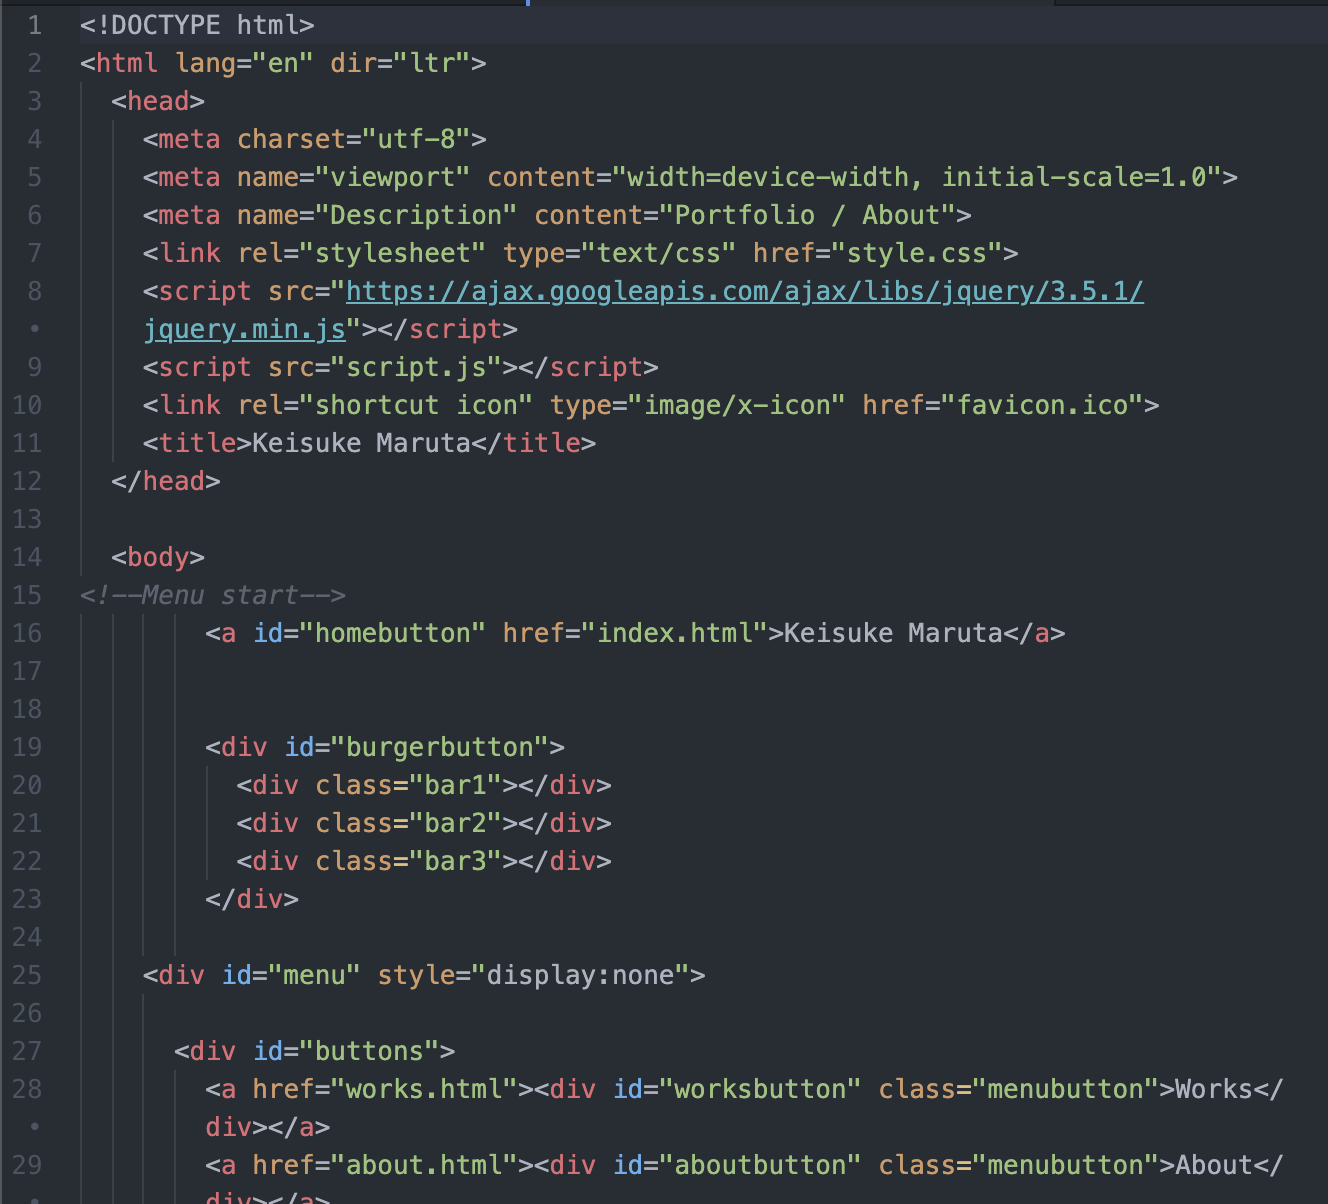 1 <!DOCTYPE html>
2 <html lang="en" dir="ltr">
3 <head>
4 <meta charset="utf-8">
5 <meta name="viewport" content="width=device-width, initial-scale=1.0">
6 <meta name="Description" content="Portfolio / About">
7 <link rel="stylesheet" type="text/css" href="style.css">
8 <script src="https://ajax.googleapis.com/ajax/libs/jquery/3.5.1/
• jquery.min.js"></script>
9 <script src="script.js"></script>
10 <link rel="shortcut icon" type="image/x-icon" href="favicon.ico">
11 <title>Keisuke Maruta</title>
12 </head>
13
14 <body>
15 <!--Menu start-->
16 <a id="homebutton" href="index.html">Keisuke Maruta</a>
17
18
19 <div id="burgerbutton">
20 <div class="bar1"></div>
21 <div class="bar2"></div>
22 <div class="bar3"></div>
23 </div>
24
25 <div id="menu" style="display:none">
26
27 <div id="buttons">
28 <a href="works.html"><div id="worksbutton" class="menubutton">Works</
• div></a>
29 <a href="about.html"><div id="aboutbutton" class="menubutton">About</
• div></a>